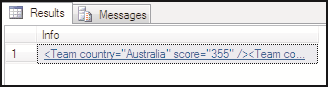 Results Messages
Info
1 <Team country="Australia" score="355" /><Team co...